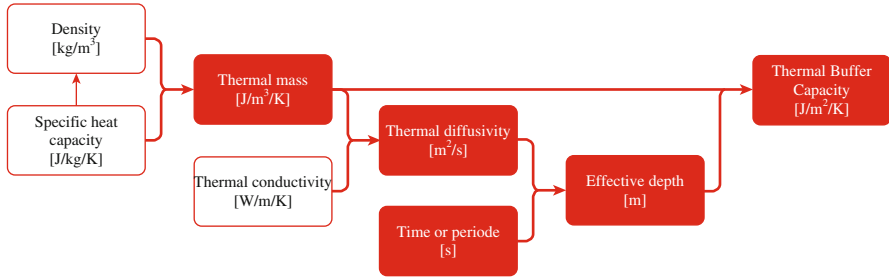 Density
[kg/m³]
Specific heat
capacity
[J/kg/K]
Thermal mass
[J/m³/K]
Thermal conductivity
[W/m/K]
Thermal diffusivity
[m²/s]
Time or periode
[s]
Effective depth
[m]
Thermal Buffer
Capacity
[J/m²/K]